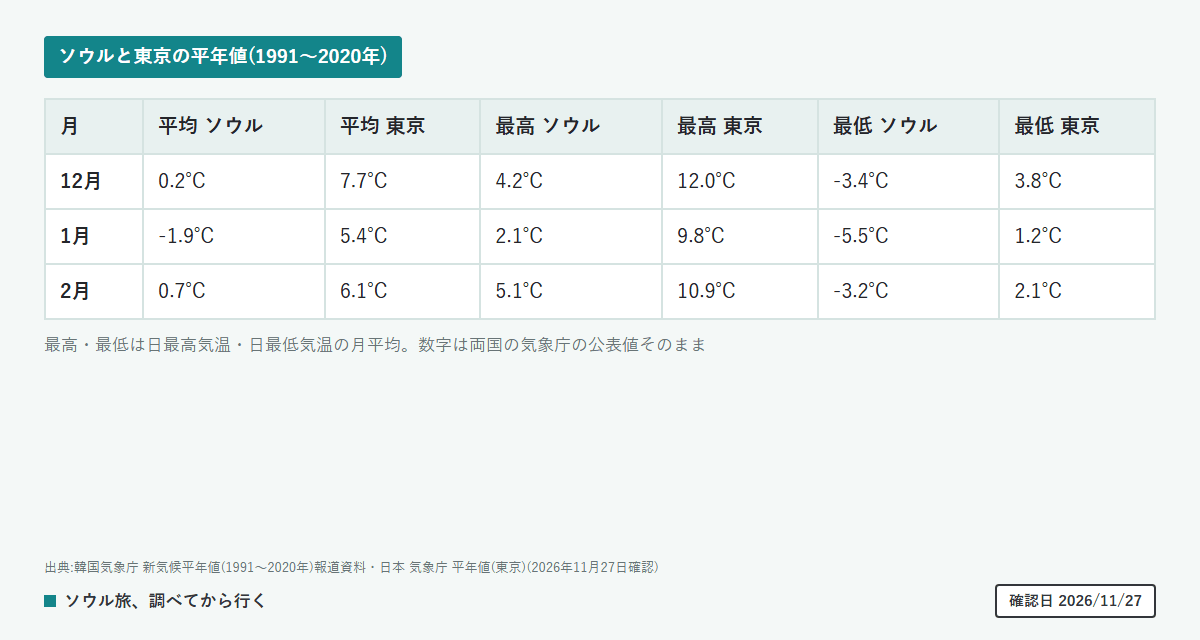 ソウルと東京の平年値(1991〜2020年)
月 平均 ソウル 平均 東京 最高 ソウル 最高 東京 最低 ソウル 最低 東京
12月 0.2°C 7.7°C 4.2°C 12.0°C -3.4°C 3.8°C
1月 -1.9°C 5.4°C 2.1°C 9.8°C -5.5°C 1.2°C
2月 0.7°C 6.1°C 5.1°C 10.9°C -3.2°C 2.1°C
最高・最低は日最高気温・日最低気温の月平均。数字は両国の気象庁の公表値そのまま
出典:韓国気象庁 新気候平年値(1991〜2020年)報道資料・日本 気象庁 平年値(東京)(2026年11月27日確認)
ソウル旅、調べてから行く
確認日 2026/11/27